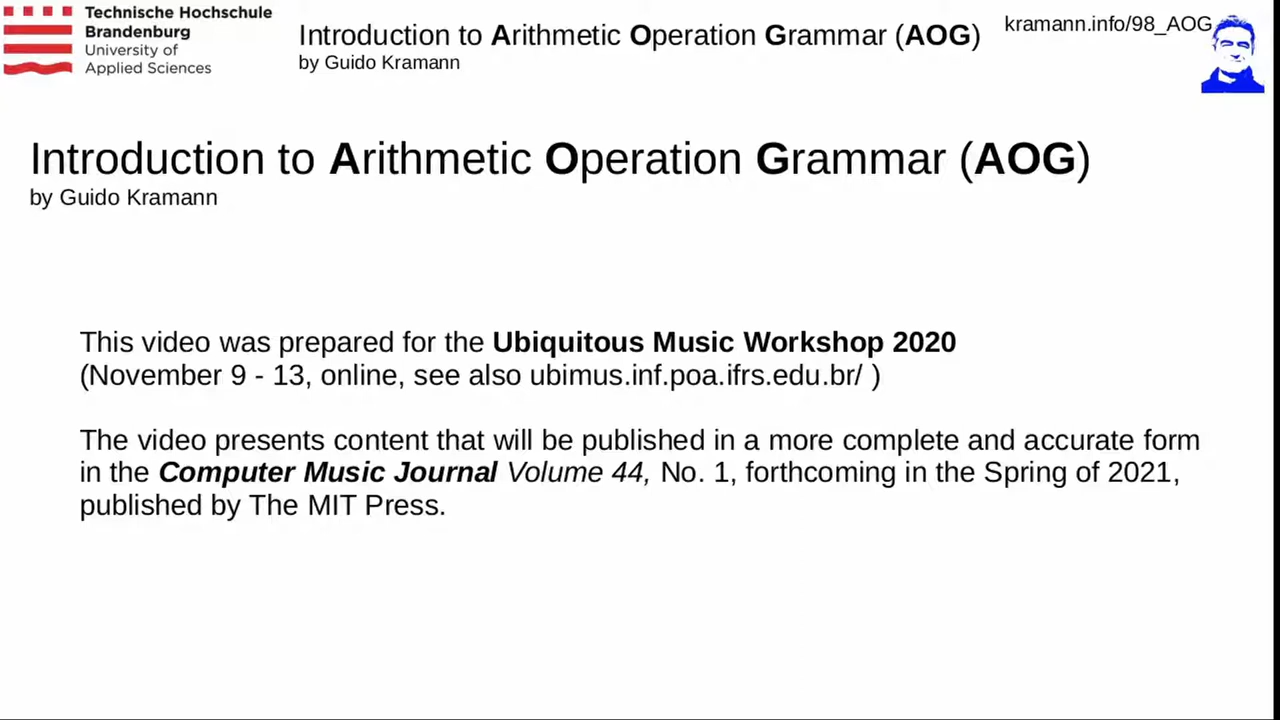 Technische Hochschule
Brandenburg
University of
Applied Sciences
Introduction to Arithmetic Operation Grammar (AOG)
by Guido Kramann
kramann.info/98_AOG
Introduction to Arithmetic Operation Grammar (AOG)
by Guido Kramann
This video was prepared for the Ubiquitous Music Workshop 2020
(November 9 - 13, online, see also ubimus.inf.poa.ifrs.edu.br/ )
The video presents content that will be published in a more complete and accurate form
in the Computer Music Journal Volume 44, No. 1, forthcoming in the Spring of 2021,
published by The MIT Press.